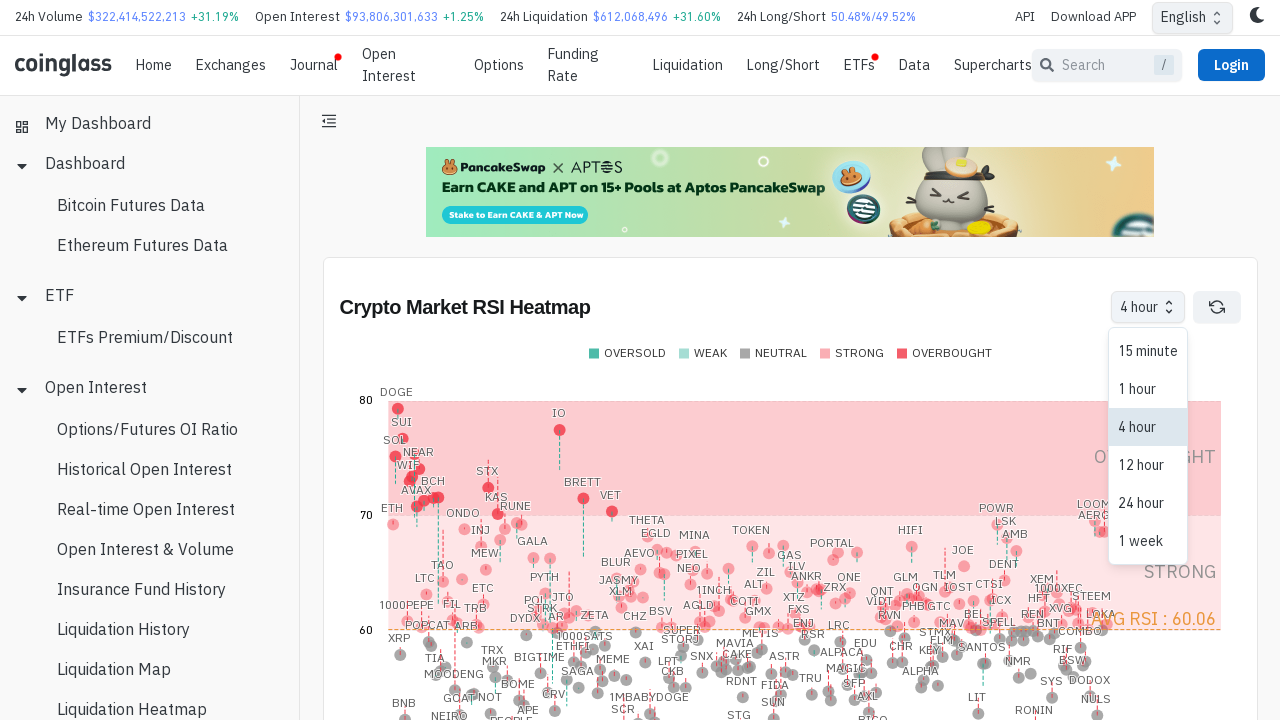 24h Volume $322,414,522,213 +31.19% Open Interest $93,806,301,633 +1.25% 24h Liquidation $612,068,496 +31.60% 24h Long/Short 50.48%/49.52% API Download APP English
coinglass Home Exchanges Journal Open Interest Options Funding Rate Liquidation Long/Short ETFs Data Supercharts Search / Login
My Dashboard
Dashboard
Bitcoin Futures Data
Ethereum Futures Data
ETF
ETFs Premium/Discount
Open Interest
Options/Futures OI Ratio
Historical Open Interest
Real-time Open Interest
Open Interest & Volume
Insurance Fund History
Liquidation History
Liquidation Map
Liquidation Heatmap
PancakeSwap X APTOS
Earn CAKE and APT on 15+ Pools at Aptos PancakeSwap
Stake to Earn CAKE & APT Now
Crypto Market RSI Heatmap
4 hour
15 minute
1 hour
4 hour
12 hour
24 hour
1 week
OVERSOLD WEAK NEUTRAL STRONG OVERBOUGHT
80
70
60
STRONG
AVG RSI : 60.06
DOGE
SUI
SOL
NEAR
WIF
BCH
AVAX
ETH
STX
KAS
RUNE
ONDO
INJ
IO
BRETT
VET
THETA
EGLD
MINA
TOKEN
HIFI
POWR
LSK
AMB
LOOM
GALA
MEW
TAO
LTC
ETC
PYTH
BLUR
AEVO
PIXEL
NEO
JASMY
XLM
1INCH
ZIL
GAS
ILV
ANKR
ALT
PORTAL
ONE
ZRX
JOE
DENT
GLM
TLM
OGN
IOST
CTSI
XEM
STEEM
1000PEPE
FIL
TRB
STRK
JTO
DYDX
AR
ZETA
CHZ
BSV
AGLD
COTI
GMX
XTZ
FXS
ENJ
RSR
LRC
ONT
RVN
PHB
GTC
ICX
BEL
SPELL
MAV
HFT
REN
XVG
BNT
COMBO
XRP
ARB
1000SATS
ETHFI
XAI
SUPER
STORJ
METIS
MAVIA
CAKE
ALPACA
EDU
CHR
STMX
KEY
SANTOS
RIF
BSW
TIA
TRX
MKR
BIGTIME
SAGA
MEME
LPT
CKB
SNX
RDNT
ASTR
TRU
MAGIC
SFP
ALPHA
NMR
SYS
DODOX
MOODENG
BOME
CRV
1MBABYDOGE
FIDA
SUN
AXL
LIT
NULS
BNB
GOAT
NOT
NEIRO
APE
SCR
STG
RONIN